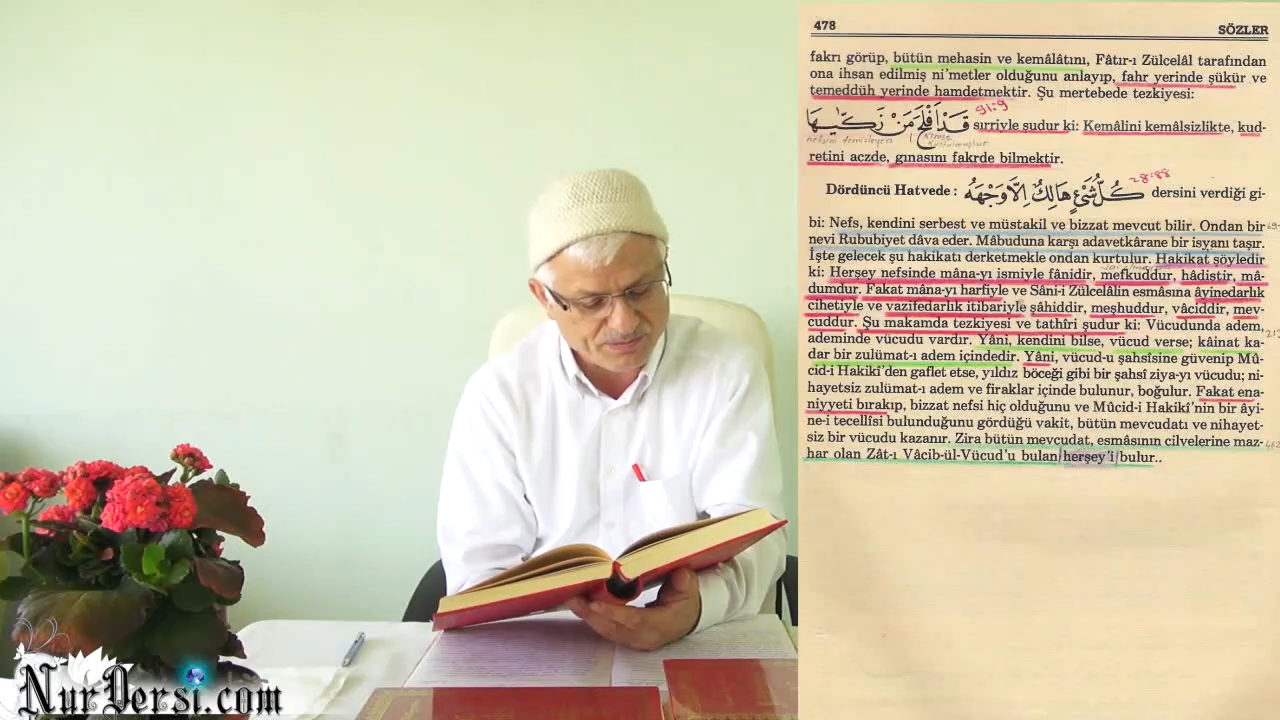 478
SÖZLER
fakrı görüp, bütün mehasin ve kemâlâtını, Fâtır-ı Zülcelâl tarafından
ona ihsan edilmiş ni'metler olduğunu anlayıp, fahr yerinde şükür ve
temeddüh yerinde hamdetmektir. Şu mertebede tezkiyesi:
91:9
قَدْ اَفْلَحَ مَنْ زَكّٰيهَا sırriyle şudur ki: Kemâlini kemâlsizlikte, kud-
nefsini temizleyen
retini aczde, gınasını fakrde bilmektir.
28:88
Dördüncü Hatvede : كُلُّ شَىْءٍ هَالِكٌ اِلَّا وَجْهَهُ dersini verdiği gi-
bi: Nefs, kendini serbest ve müstakil ve bizzat mevcut bilir. Ondan bir
nevi Rububiyet dâva eder. Mâbuduna karşı adavetkârane bir isyanı taşır.
İşte gelecek şu hakikatı derketmekle ondan kurtulur. Hakikat şöyledir
ki: Herşey nefsinde mâna-yı ismiyle fânidir, mefkuddur, hâdistir, mâ-
dumdur. Fakat mâna-yı harfiyle ve Sâni-i Zülcelâlin esmâsına âyinedarlık
cihetiyle ve vazifedarlık itibariyle şâhiddir, meşhuddur, vâciddir, mev-
cuddur. Şu makamda tezkiyesi ve tathîri şudur ki: Vücudunda adem,
ademinde vücudu vardır. Yâni, kendini bilse, vücud verse; kâinat ka-
dar bir zulümat-ı adem içindedir. Yâni, vücud-u şahsîsine güvenip Mû-
cid-i Hakikî'den gaflet etse, yıldız böceği gibi bir şahsî ziya-yı vücudu; ni-
hayetsiz zulümat-ı adem ve firaklar içinde bulunur, boğulur. Fakat ena-
niyyeti bırakıp, bizzat nefsi hiç olduğunu ve Mûcid-i Hakikî'nin bir âyi-
ne-i tecellîsi bulunduğunu gördüğü vakit, bütün mevcudatı ve nihayet-
siz bir vücudu kazanır. Zira bütün mevcudat, esmâsının cilvelerine maz-
har olan Zât-ı Vâcib-ül-Vücud'u bulan herşey'i bulur..
NurDersi.com